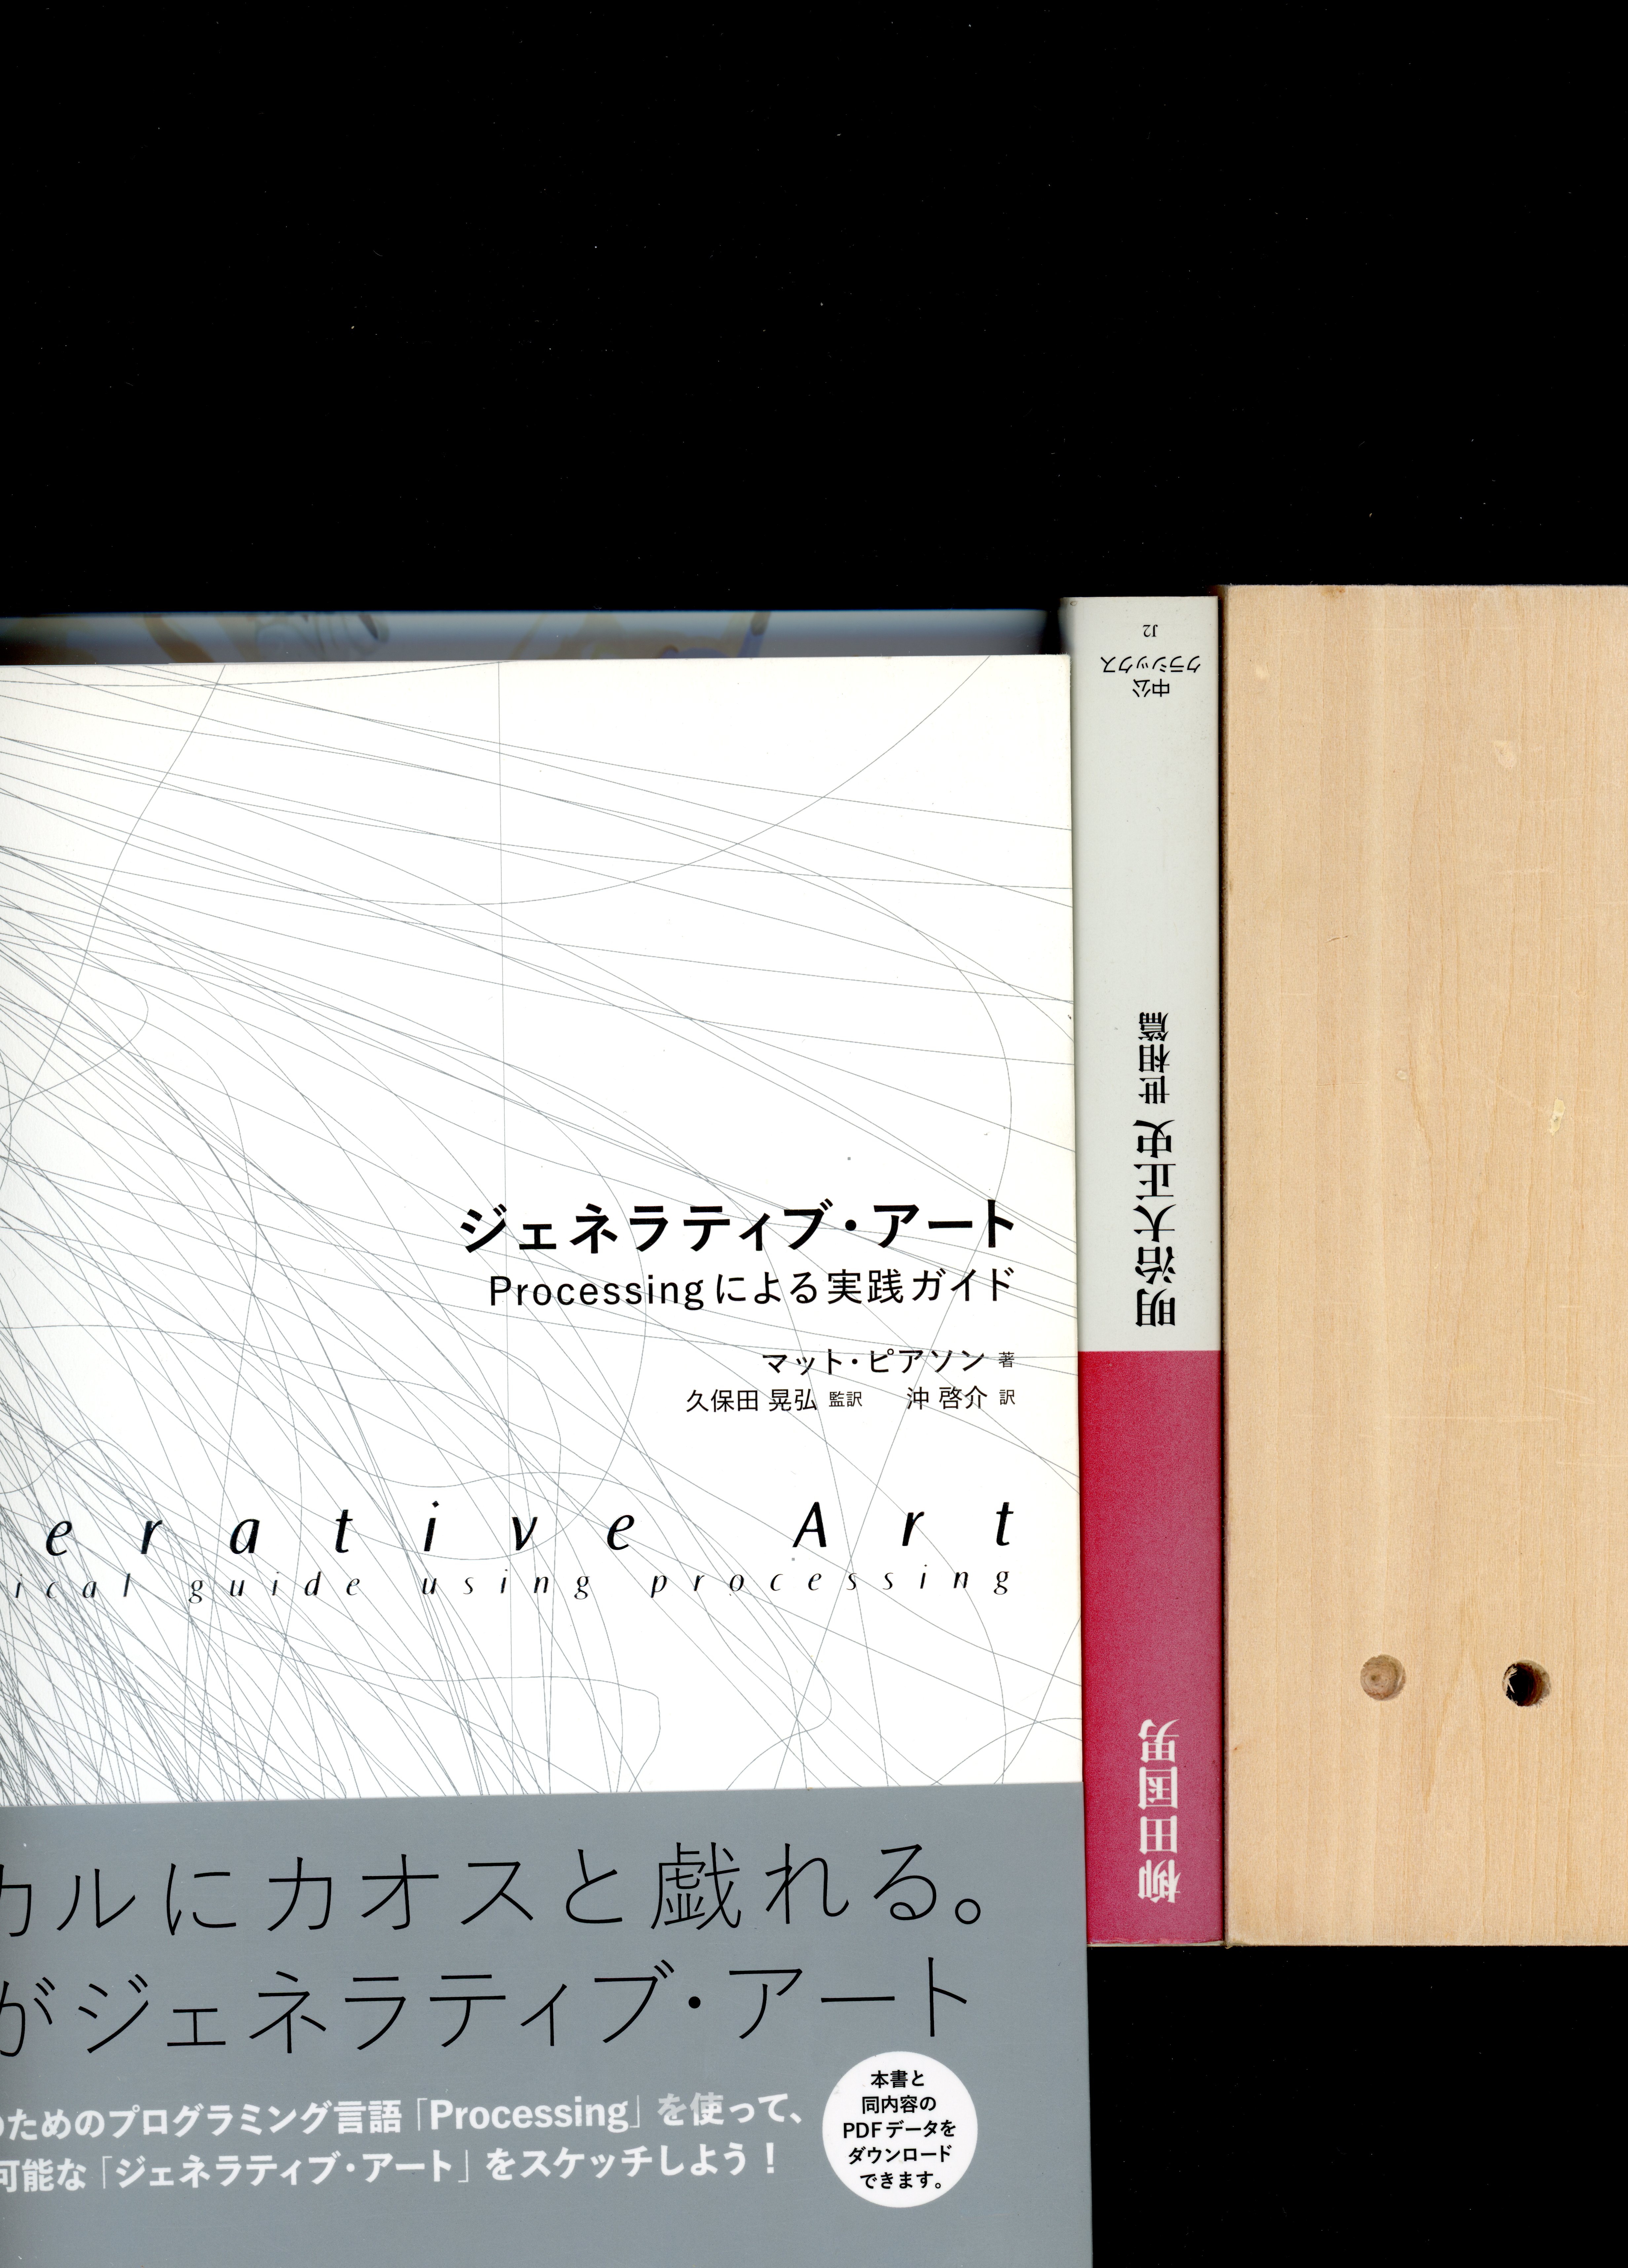 ジェネラティブ・アート
Processingによる実践ガイド
マット・ピアソン 著
久保田 晃弘 監訳 沖 啓介 訳
erative Art
ical guide using processing
カルにカオスと戯れる。
がジェネラティブ・アート
のためのプログラミング言語「Processing」を使って、
可能な「ジェネラティブ・アート」をスケッチしよう！
本書と
同内容の
PDFデータを
ダウンロード
できます。
柳田国男
明治大正史 世相篇
中公
クラシックス
J2